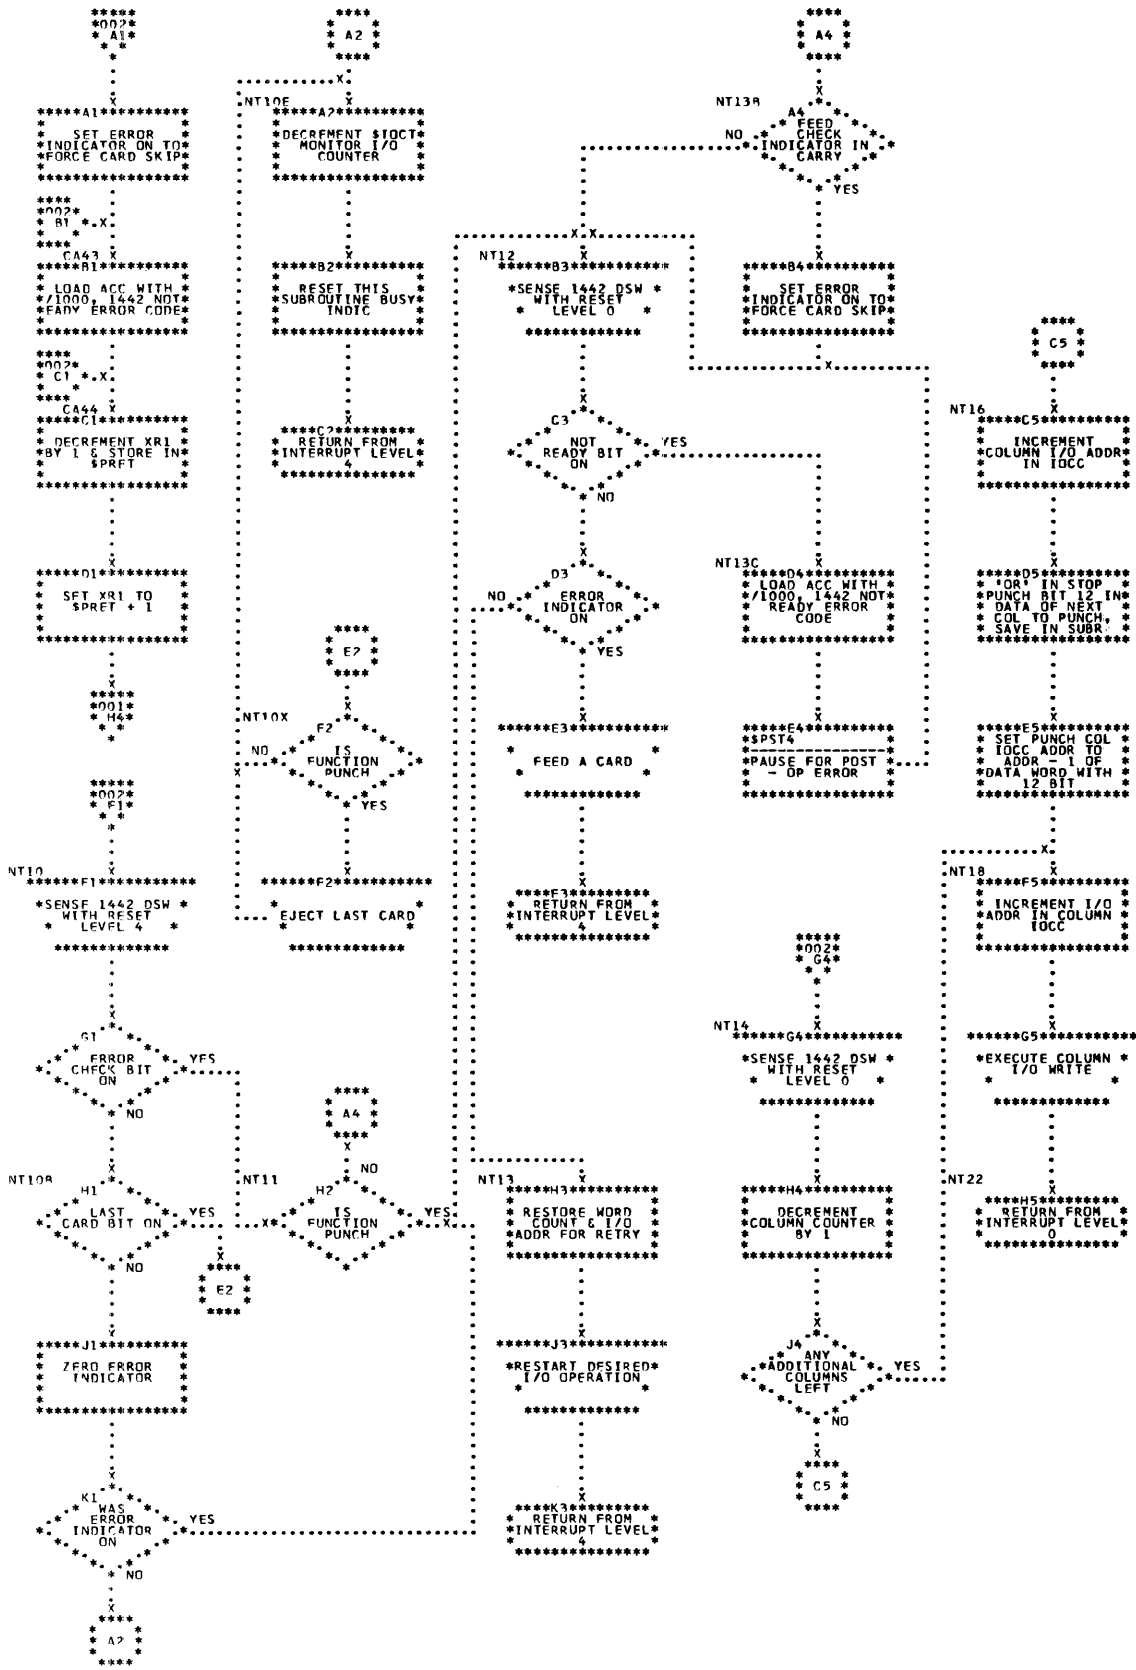 002
A1
A1
SET ERROR
INDICATOR ON TO
FORCE CARD SKIP
002
B1
CA43
B1
LOAD ACC WITH
/1000, 1442 NOT
EADY ERROR CODE
002
C1
CA44
C1
DECREMENT XR1
BY 1 & STORE IN
$PRET
D1
SET XR1 TO
$PRET + 1
001
H4
002
F1
NT10
F1
SENSE 1442 DSW
WITH RESET
LEVEL 4
G1
ERROR
CHECK BIT
ON
YES
NO
NT10B
H1
LAST
CARD BIT ON
YES
NO
E2
J1
ZERO ERROR
INDICATOR
K1
WAS
ERROR
INDICATOR
ON
YES
NO
A2
A2
NT10E
A2
DECREMENT $IOCT
MONITOR I/O
COUNTER
B2
RESET THIS
SUBROUTINE BUSY
INDIC
C2
RETURN FROM
INTERRUPT LEVEL
4
E2
NT10X
F2
IS
FUNCTION
PUNCH
NO
YES
F2
EJECT LAST CARD
A4
NO
NT11
H2
IS
FUNCTION
PUNCH
YES
NT12
B3
SENSE 1442 DSW
WITH RESET
LEVEL 0
C3
NOT
READY BIT
ON
YES
NO
D3
ERROR
INDICATOR
ON
NO
YES
E3
FEED A CARD
F3
RETURN FROM
INTERRUPT LEVEL
4
NT13
H3
RESTORE WORD
COUNT & I/O
ADDR FOR RETRY
J3
RESTART DESIRED
I/O OPERATION
K3
RETURN FROM
INTERRUPT LEVEL
4
A4
NT13B
A4
FEED
CHECK
INDICATOR IN
CARRY
NO
YES
B4
SET ERROR
INDICATOR ON TO
FORCE CARD SKIP
NT13C
D4
LOAD ACC WITH
/1000, 1442 NOT
READY ERROR
CODE
E4
$PST4
PAUSE FOR POST
- OP ERROR
002
G4
NT14
G4
SENSE 1442 DSW
WITH RESET
LEVEL 0
H4
DECREMENT
COLUMN COUNTER
BY 1
J4
ANY
ADDITIONAL
COLUMNS
LEFT
YES
NO
C5
C5
NT16
C5
INCREMENT
COLUMN I/O ADDR
IN IOCC
D5
'OR' IN STOP
PUNCH BIT 12 IN
DATA OF NEXT
COL TO PUNCH,
SAVE IN SUBR
E5
SET PUNCH COL
IOCC ADDR TO
ADDR - 1 OF
DATA WORD WITH
12 BIT
NT18
F5
INCREMENT I/O
ADDR IN COLUMN
IOCC
G5
EXECUTE COLUMN
I/O WRITE
NT22
H5
RETURN FROM
INTERRUPT LEVEL
0